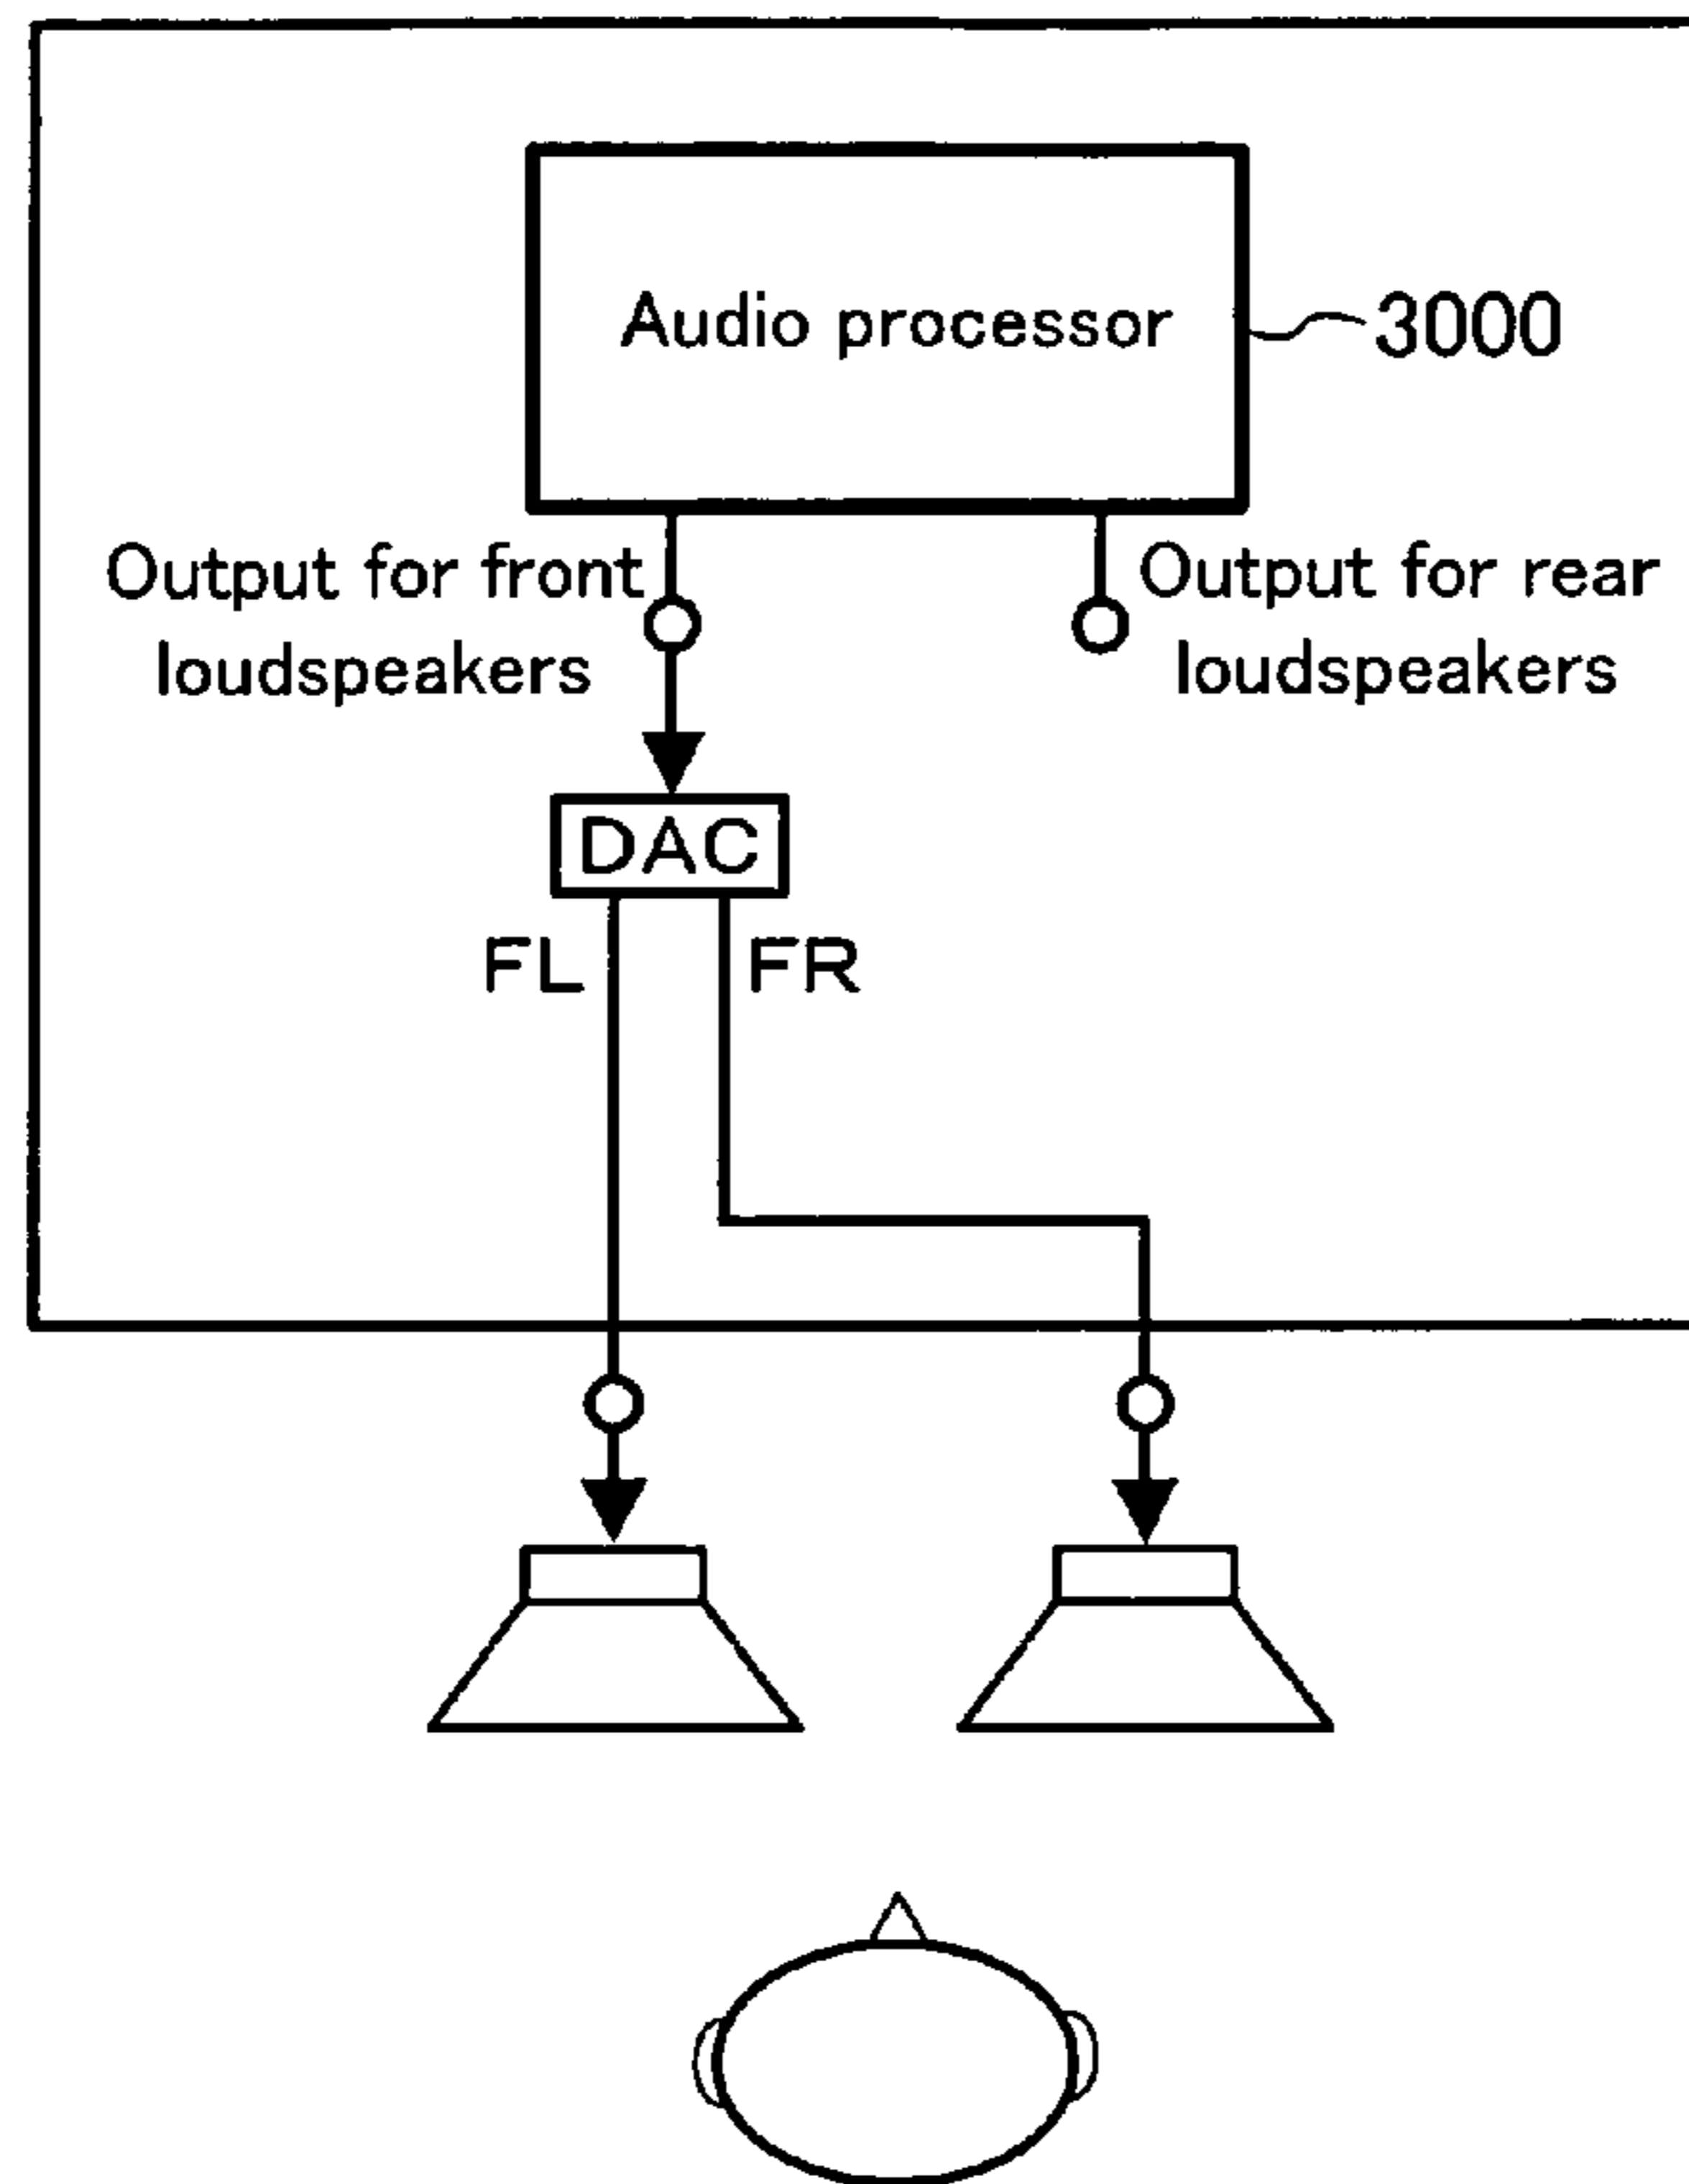 Audio processor
3000
Output for front
loudspeakers
Output for rear
loudspeakers
DAC
FL
FR